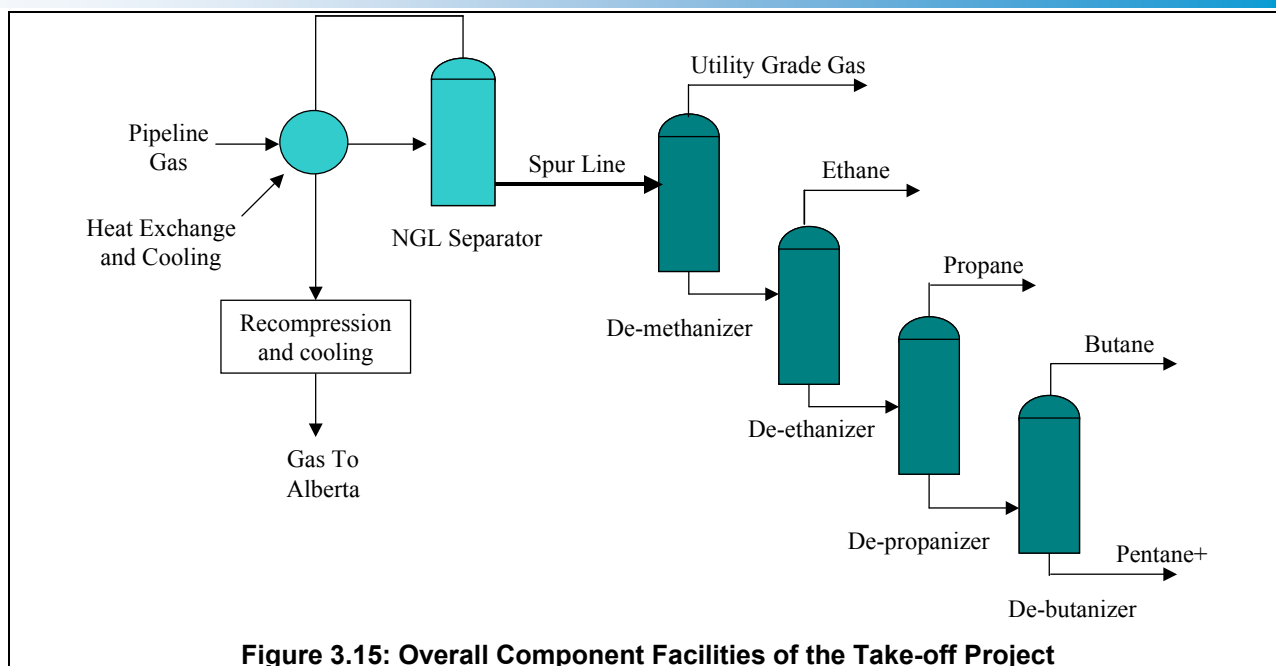 Utility Grade Gas
Pipeline
Gas
Spur Line
Ethane
Heat Exchange
and Cooling
NGL Separator
Propane
Recompression
and cooling
De-methanizer
Butane
De-ethanizer
Gas To
Alberta
De-propanizer
Pentane+
De-butanizer
Figure 3.15: Overall Component Facilities of the Take-off Project